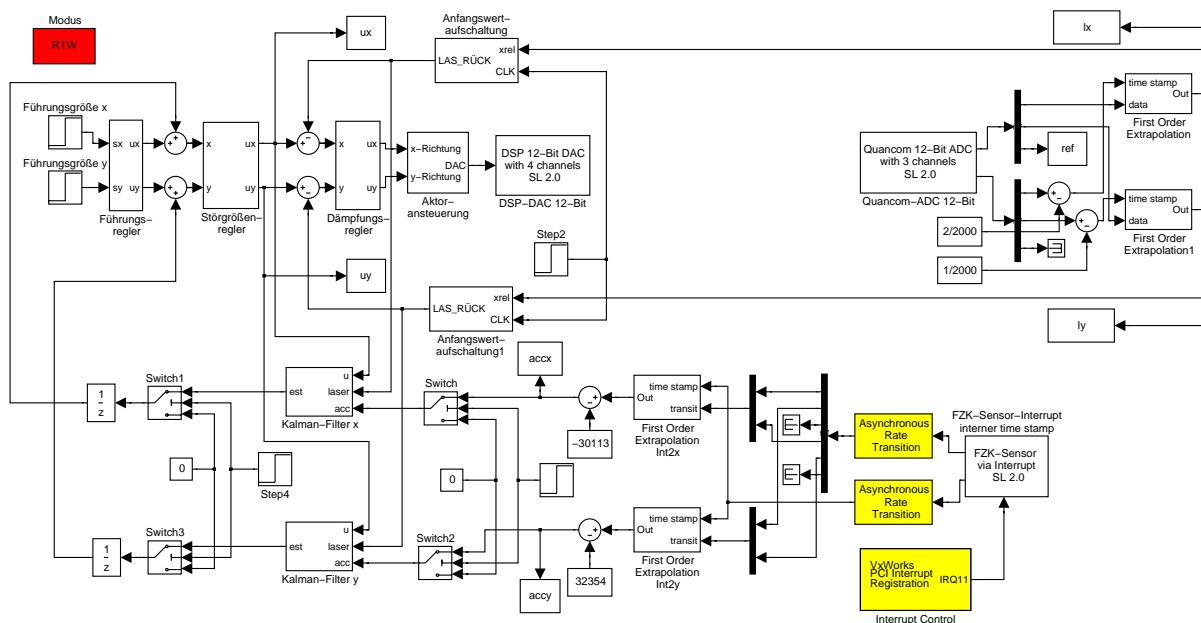 Modus
RTW
ux
Anfangswert−
aufschaltung
LAS_RÜCK
xrel
CLK
Ix
Führungsgröße x
Führungsgröße y
sx
ux
sy
uy
Führungs−
regler
+
+
+
+
x
ux
y
uy
Störgrößen−
regler
−
+
−
+
x
ux
y
uy
Dämpfungs−
regler
x−Richtung
DAC
y−Richtung
Aktor−
ansteuerung
DSP 12−Bit DAC
with 4 channels
SL 2.0
DSP−DAC 12−Bit
Quancom 12−Bit ADC
with 3 channels
SL 2.0
Quancom−ADC 12−Bit
ref
+
−
+
−
2/2000
1/2000
time stamp
Out
data
First Order
Extrapolation
time stamp
Out
data
First Order
Extrapolation1
Step2
uy
LAS_RÜCK
xrel
CLK
Anfangswert−
aufschaltung1
Iy
1
z
Switch1
est
u
laser
acc
Kalman−Filter x
Switch
accx
−
+
−30113
time stamp
Out
transit
First Order
Extrapolation
Int2x
Asynchronous
Rate
Transition
FZK−Sensor−Interrupt
interner time stamp
FZK−Sensor
via Interrupt
SL 2.0
0
Step4
0
Asynchronous
Rate
Transition
1
z
Switch3
est
u
laser
acc
Kalman−Filter y
Switch2
accy
−
+
32354
time stamp
Out
transit
First Order
Extrapolation
Int2y
VxWorks
PCI Interrupt
Registration
IRQ11
Interrupt Control